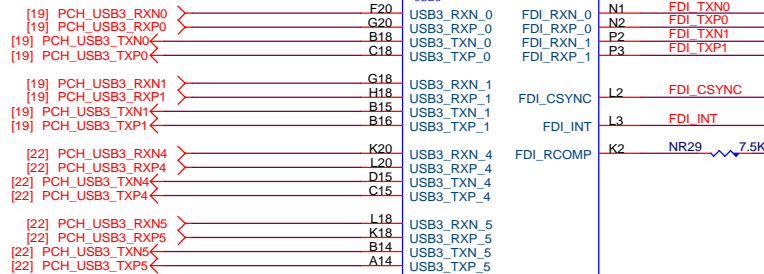 [19] PCH_USB3_RXN0 F20 USB3_RXN_0 FDI_RXN_0 N1 FDI_TXN0
[19] PCH_USB3_RXP0 G20 USB3_RXP_0 FDI_RXP_0 N2 FDI_TXP0
[19] PCH_USB3_TXN0 B18 USB3_TXN_0 FDI_RXN_1 P2 FDI_TXN1
[19] PCH_USB3_TXP0 C18 USB3_TXP_0 FDI_RXP_1 P3 FDI_TXP1
[19] PCH_USB3_RXN1 G18 USB3_RXN_1
[19] PCH_USB3_RXP1 H18 USB3_RXP_1 FDI_CSYNC L2 FDI_CSYNC
[19] PCH_USB3_TXN1 B15 USB3_TXN_1
[19] PCH_USB3_TXP1 B16 USB3_TXP_1 FDI_INT L3 FDI_INT
[22] PCH_USB3_RXN4 K20 USB3_RXN_4 FDI_RCOMP K2 NR29 7.5K
[22] PCH_USB3_RXP4 L20 USB3_RXP_4
[22] PCH_USB3_TXN4 D15 USB3_TXN_4
[22] PCH_USB3_TXP4 C15 USB3_TXP_4
[22] PCH_USB3_RXN5 L18 USB3_RXN_5
[22] PCH_USB3_RXP5 K18 USB3_RXP_5
[22] PCH_USB3_TXN5 B14 USB3_TXN_5
[22] PCH_USB3_TXP5 A14 USB3_TXP_5